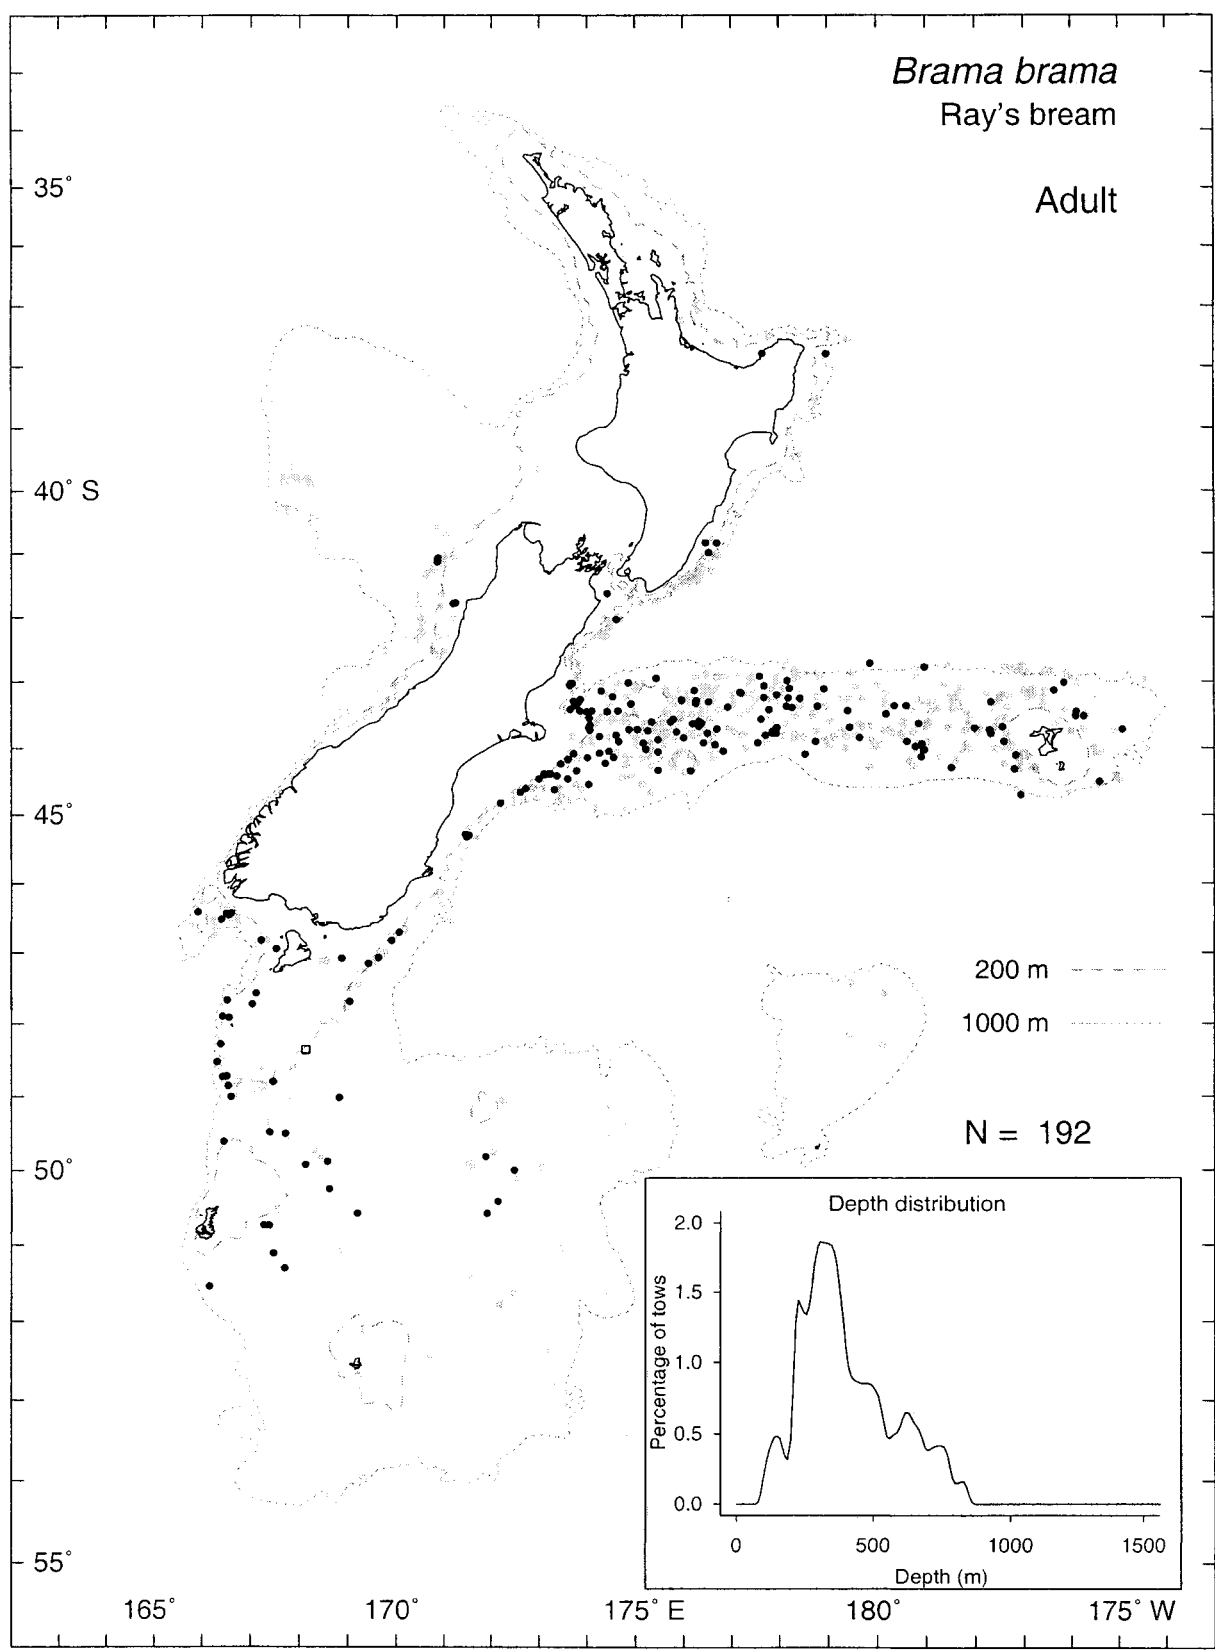 Brama brama
Ray's bream
Adult
35°
40° S
45°
50°
55°
200 m
1000 m
N = 192
Depth distribution
Percentage of tows
2.0
1.5
1.0
0.5
0.0
0 500 1000 1500
Depth (m)
165° 170° 175° E 180° 175° W